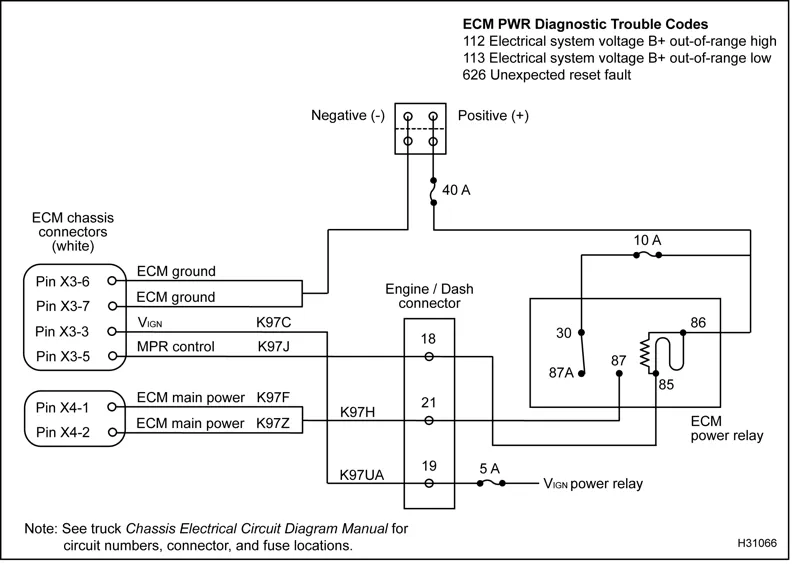 ECM PWR Diagnostic Trouble Codes
112 Electrical system voltage B+ out-of-range high
113 Electrical system voltage B+ out-of-range low
626 Unexpected reset fault
Negative (-)
Positive (+)
40 A
ECM chassis
connectors
(white)
10 A
Pin X3-6
ECM ground
Pin X3-7
ECM ground
Pin X3-3
VIGN
K97C
Pin X3-5
MPR control
K97J
Engine / Dash
connector
18
30
86
87
87A
85
Pin X4-1
ECM main power
K97F
Pin X4-2
ECM main power
K97Z
K97H
21
ECM
power relay
K97UA
19
5 A
VIGN power relay
Note: See truck Chassis Electrical Circuit Diagram Manual for
circuit numbers, connector, and fuse locations.
H31066